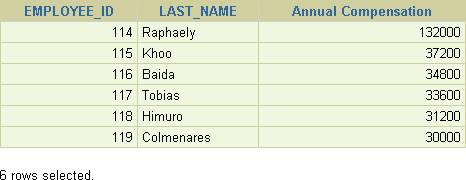 EMPLOYEE_ID LAST_NAME Annual Compensation
114 Raphaely 132000
115 Khoo 37200
116 Baida 34800
117 Tobias 33600
118 Himuro 31200
119 Colmenares 30000
6 rows selected.